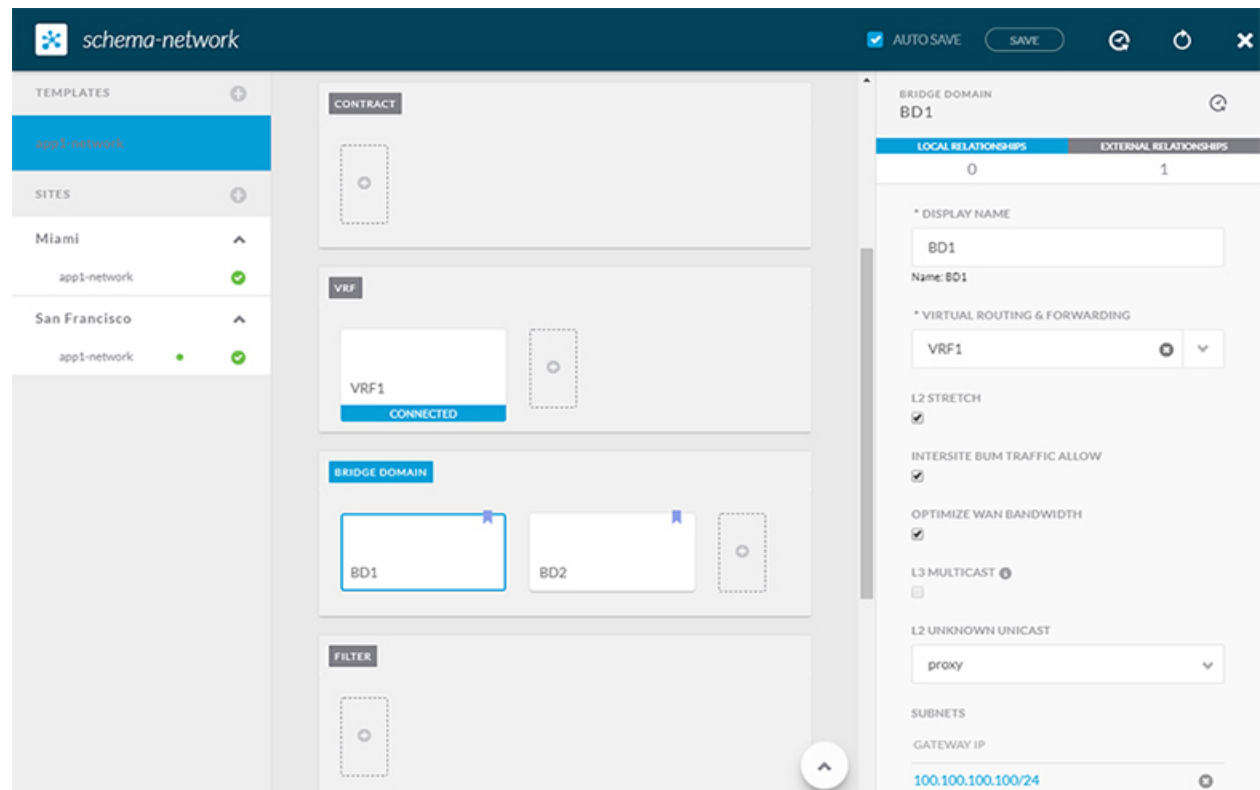 schema-network
AUTO SAVE
SAVE
TEMPLATES
app1-network
SITES
Miami
app1-network
San Francisco
app1-network
CONTRACT
VRF
VRF1
CONNECTED
BRIDGE DOMAIN
BD1
BD2
FILTER
BRIDGE DOMAIN
BD1
LOCAL RELATIONSHIPS
EXTERNAL RELATIONSHIPS
0
1
* DISPLAY NAME
BD1
Name: BD1
* VIRTUAL ROUTING & FORWARDING
VRF1
L2 STRETCH
INTERSITE BUM TRAFFIC ALLOW
OPTIMIZE WAN BANDWIDTH
L3 MULTICAST
L2 UNKNOWN UNICAST
proxy
SUBNETS
GATEWAY IP
100.100.100.100/24